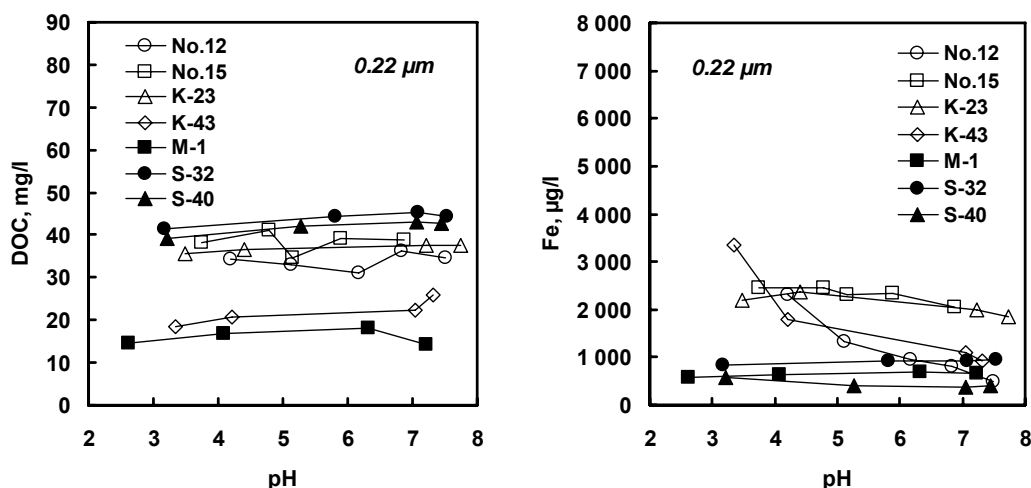 90
80
70
60
50
40
30
20
10
0
DOC, mg/l
No.12
No.15
K-23
K-43
M-1
S-32
S-40
0.22 µm
2 3 4 5 6 7 8
pH
8 000
7 000
6 000
5 000
4 000
3 000
2 000
1 000
0
Fe, µg/l
0.22 µm
No.12
No.15
K-23
K-43
M-1
S-32
S-40
2 3 4 5 6 7 8
pH